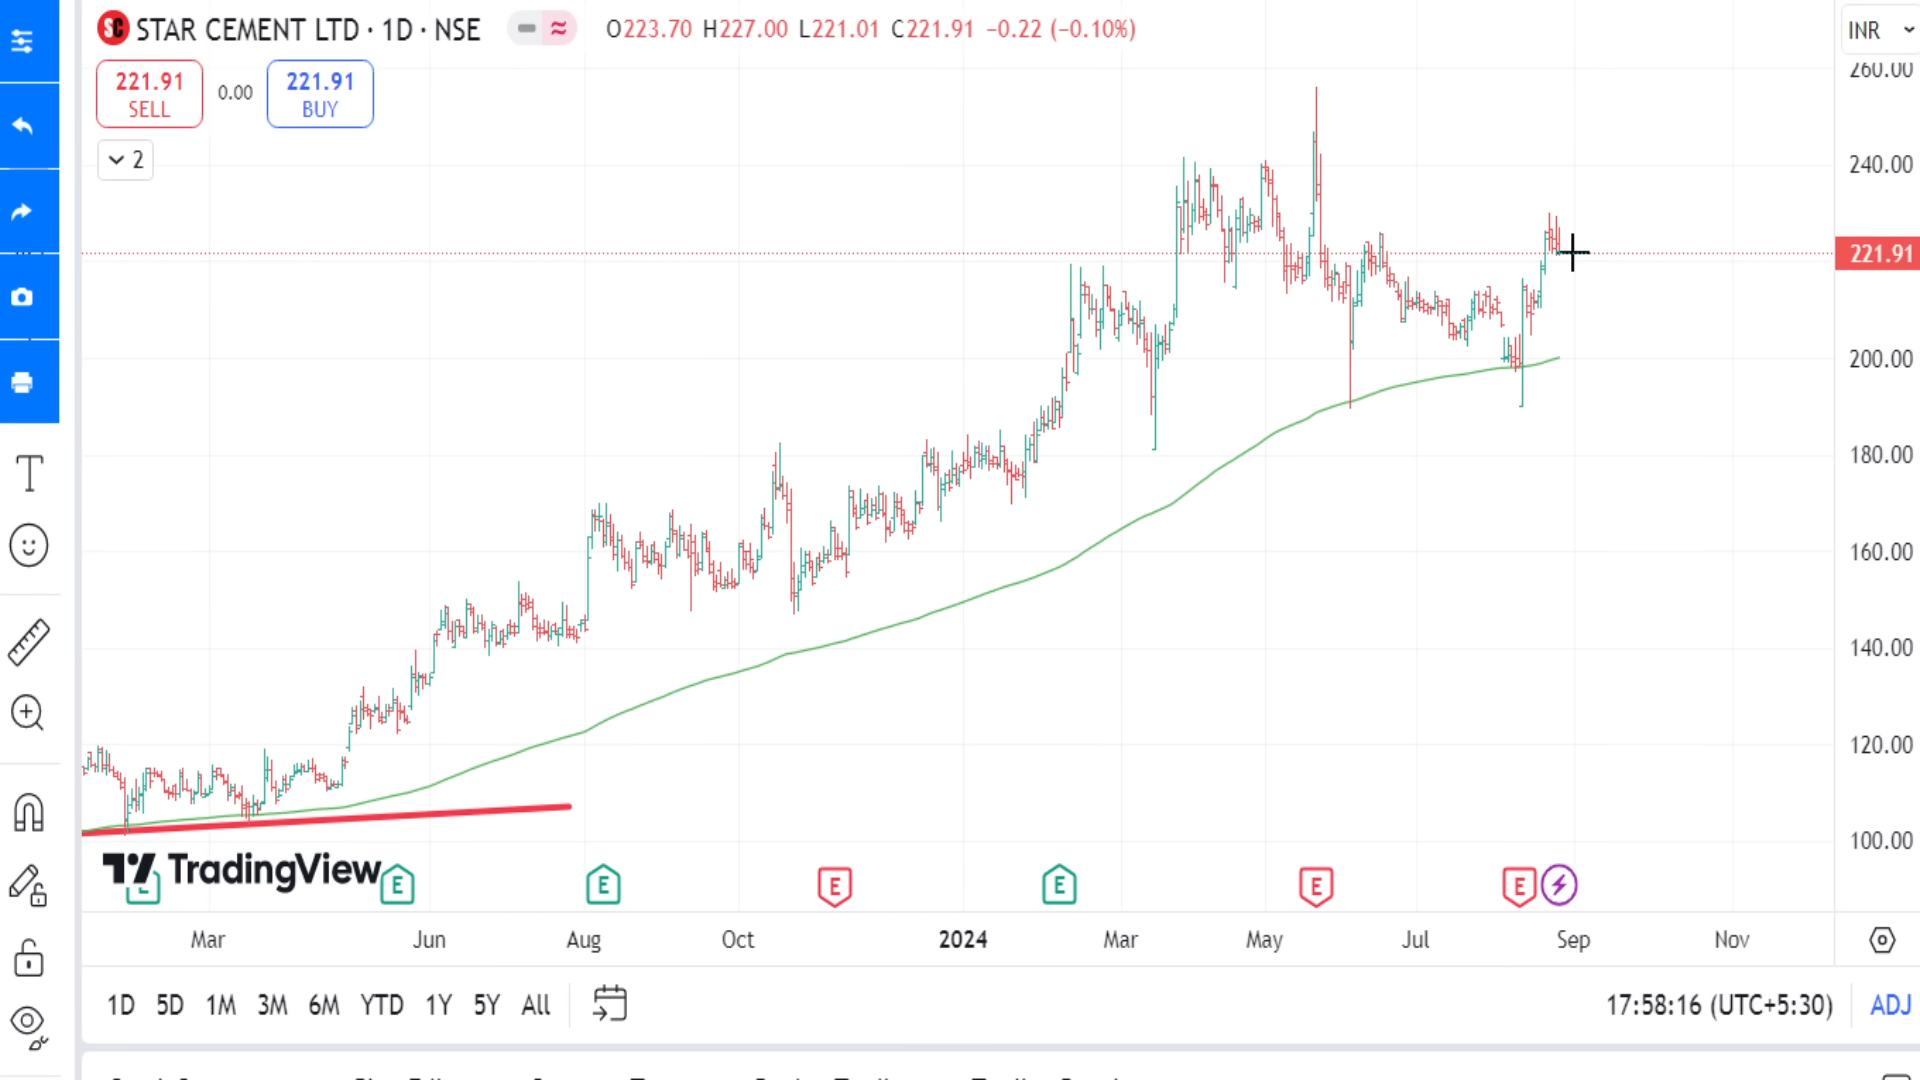 STAR CEMENT LTD · 1D · NSE
O223.70 H227.00 L221.01 C221.91 −0.22 (−0.10%)
INR
221.91
SELL
0.00
221.91
BUY
2
260.00
240.00
221.91
200.00
180.00
160.00
140.00
120.00
100.00
TradingView
E
E
E
E
E
E
Mar
Jun
Aug
Oct
2024
Mar
May
Jul
Sep
Nov
1D 5D 1M 3M 6M YTD 1Y 5Y All
17:58:16 (UTC+5:30)
ADJ